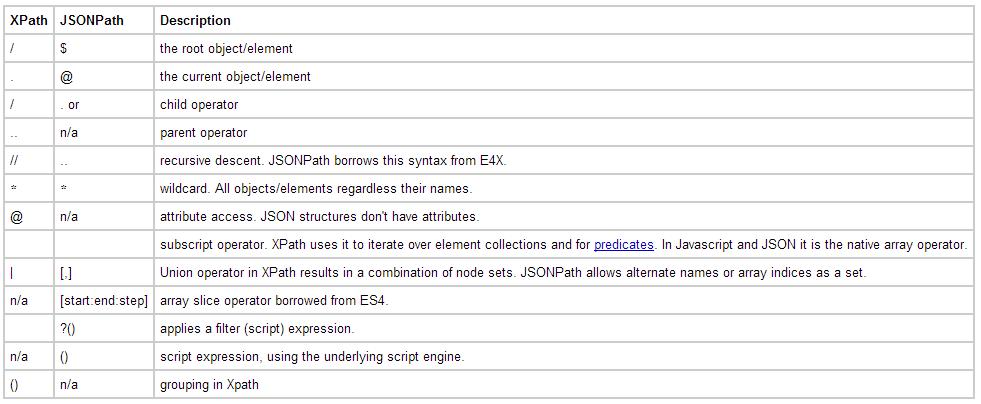 XPath JSONPath Description
/ $ the root object/element
. @ the current object/element
/ . or child operator
.. n/a parent operator
// .. recursive descent. JSONPath borrows this syntax from E4X.
* * wildcard. All objects/elements regardless their names.
@ n/a attribute access. JSON structures don't have attributes.
subscript operator. XPath uses it to iterate over element collections and for predicates. In Javascript and JSON it is the native array operator.
| [,] Union operator in XPath results in a combination of node sets. JSONPath allows alternate names or array indices as a set.
n/a [start:end:step] array slice operator borrowed from ES4.
?() applies a filter (script) expression.
n/a () script expression, using the underlying script engine.
() n/a grouping in Xpath